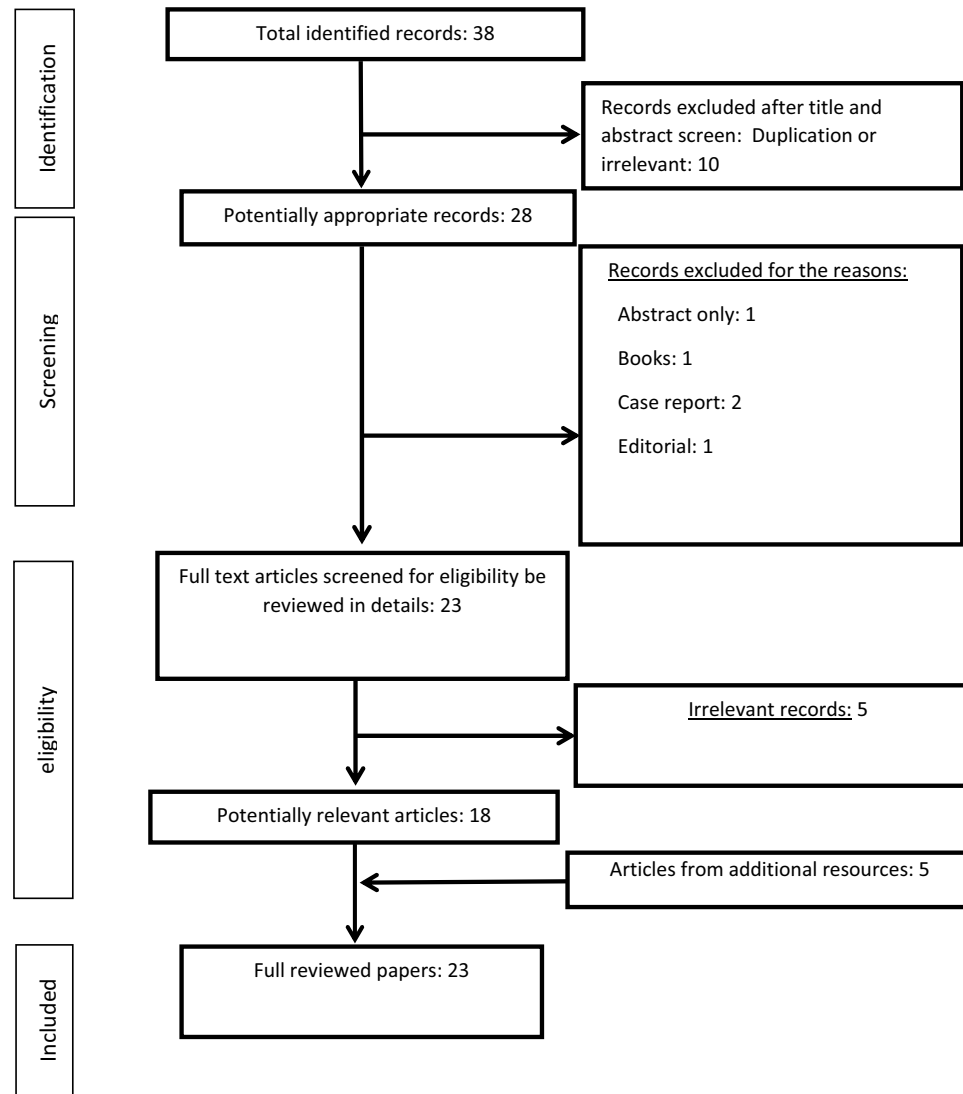 Identification
Total identified records: 38
Records excluded after title and
abstract screen: Duplication or
irrelevant: 10
Potentially appropriate records: 28
Screening
Records excluded for the reasons:
Abstract only: 1
Books: 1
Case report: 2
Editorial: 1
eligibility
Full text articles screened for eligibility be
reviewed in details: 23
Irrelevant records: 5
Potentially relevant articles: 18
Articles from additional resources: 5
Included
Full reviewed papers: 23